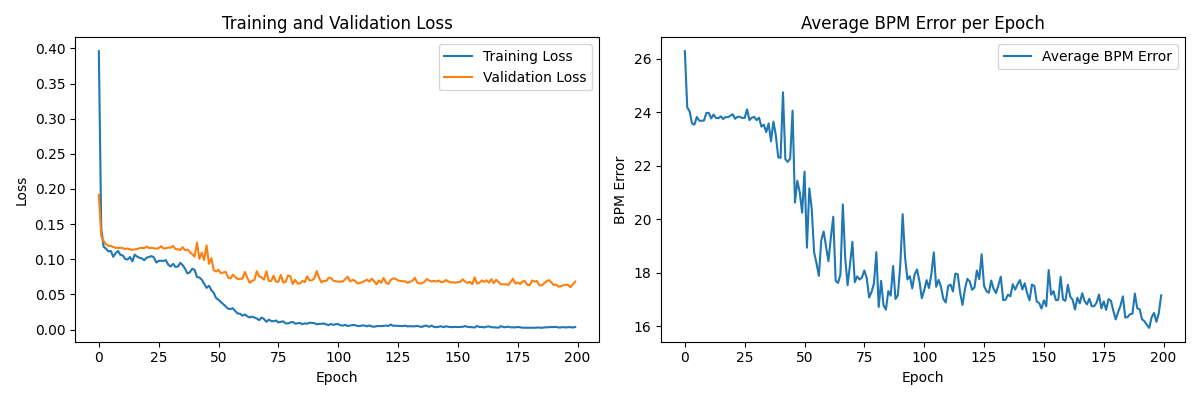 Training and Validation Loss
Training Loss
Validation Loss
Loss
0.40
0.35
0.30
0.25
0.20
0.15
0.10
0.05
0.00
0 25 50 75 100 125 150 175 200
Epoch
Average BPM Error per Epoch
Average BPM Error
BPM Error
26
24
22
20
18
16
0 25 50 75 100 125 150 175 200
Epoch